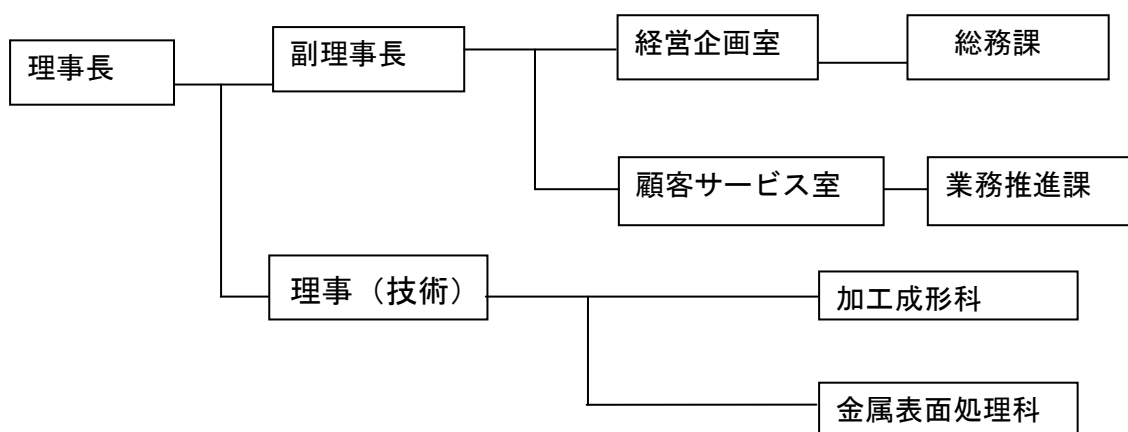 理事長
副理事長
経営企画室
総務課
顧客サービス室
業務推進課
理事（技術）
加工成形科
金属表面処理科